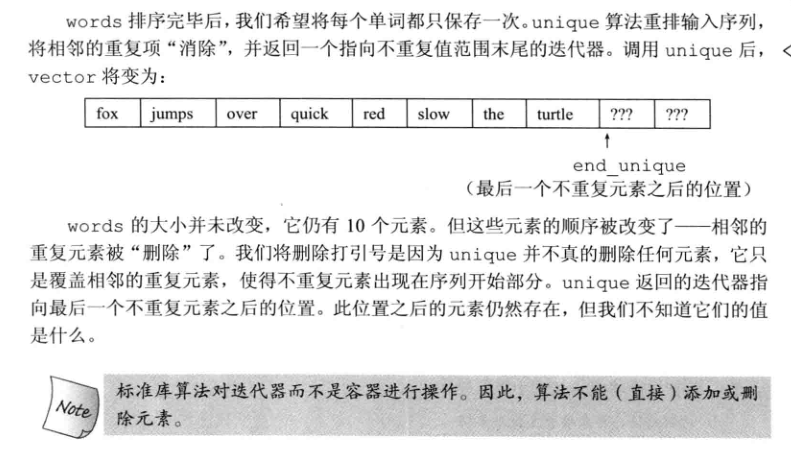 words 排序完毕后，我们希望将每个单词都只保存一次。unique 算法重排输入序列，
将相邻的重复项“消除”，并返回一个指向不重复值范围末尾的迭代器。调用 unique 后， <
vector 将变为：
fox jumps over quick red slow the turtle ??? ???
↑
end_unique
（最后一个不重复元素之后的位置）
words 的大小并未改变，它仍有 10 个元素。但这些元素的顺序被改变了——相邻的
重复元素被“删除”了。我们将删除打引号是因为 unique 并不真的删除任何元素，它只
是覆盖相邻的重复元素，使得不重复元素出现在序列开始部分。unique 返回的迭代器指
向最后一个不重复元素之后的位置。此位置之后的元素仍然存在，但我们不知道它们的值
是什么。
Note
标准库算法对迭代器而不是容器进行操作。因此，算法不能（直接）添加或删
除元素。